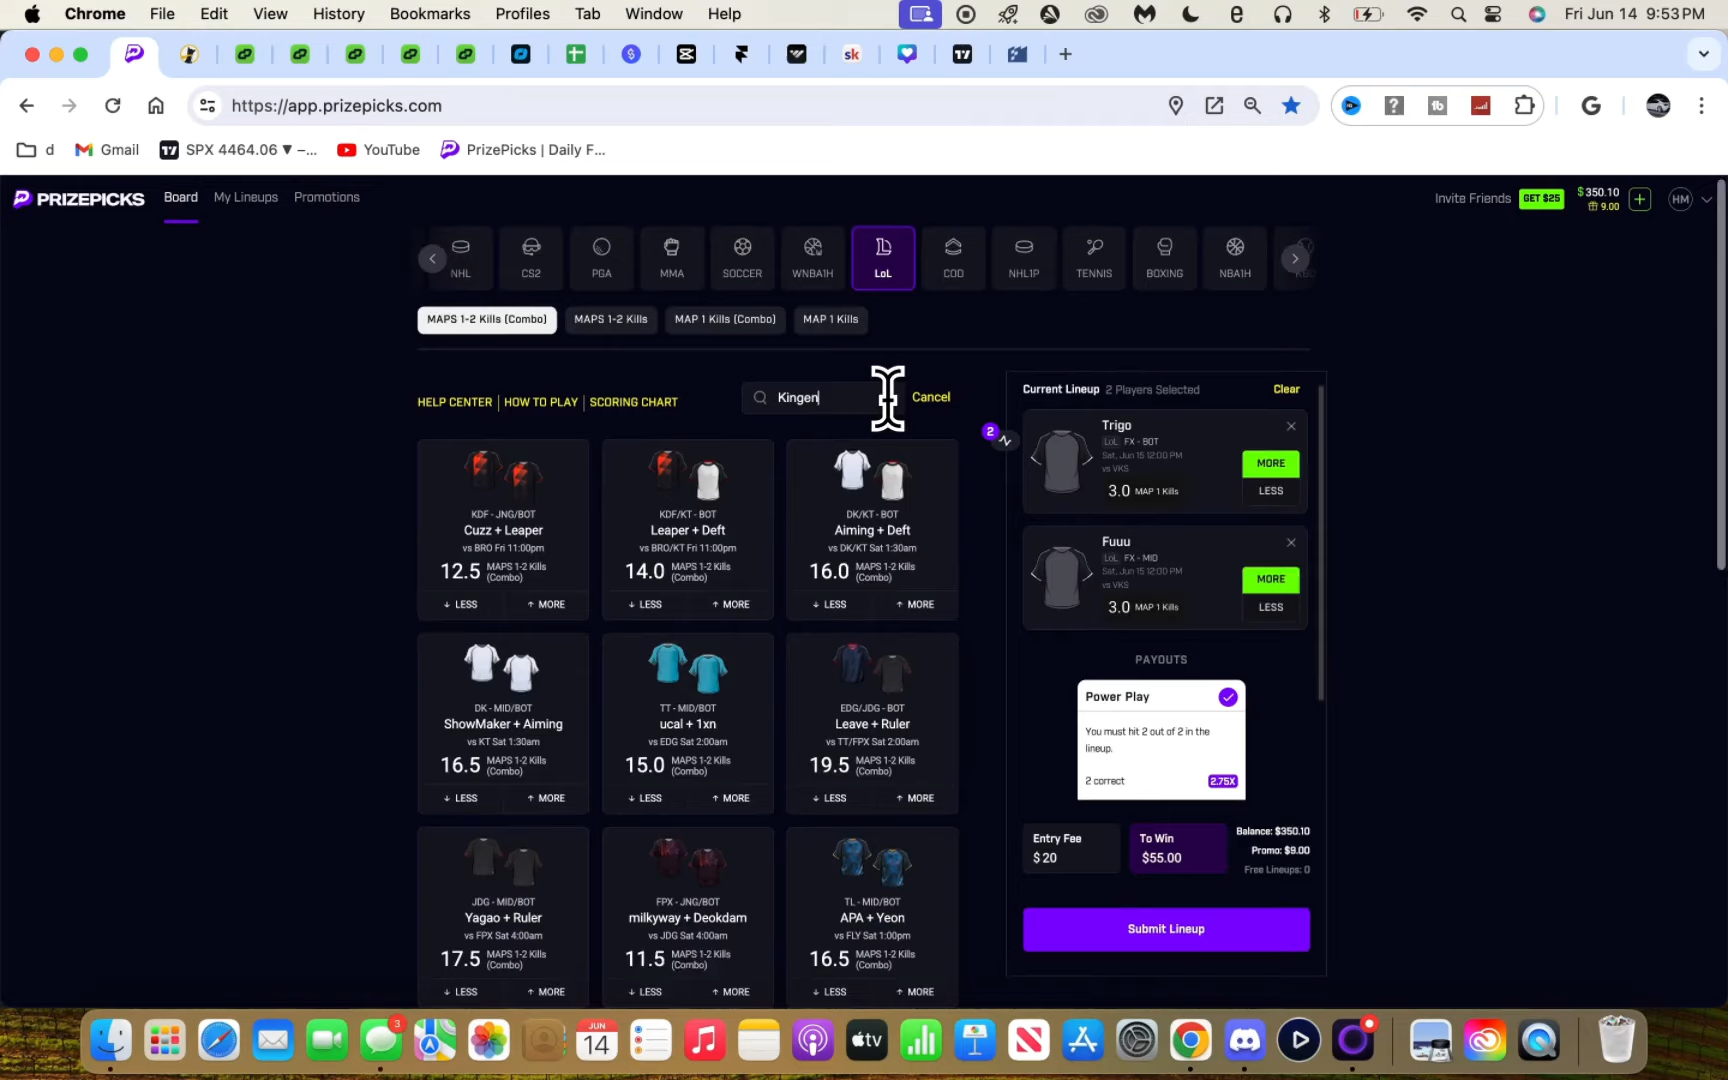 Chrome File Edit View History Bookmarks Profiles Tab Window Help Fri Jun 14 9:53 PM
https://app.prizepicks.com
d Gmail SPX 4464.06 ▼ –... YouTube PrizePicks | Daily F...
PRIZEPICKS Board My Lineups Promotions Invite Friends GET $25 $350.10 HM
9.00
NHL CS2 PGA MMA SOCCER WNBA1H LoL COD NHL1P TENNIS BOXING NBA1H
MAPS 1-2 Kills (Combo) MAPS 1-2 Kills MAP 1 Kills (Combo) MAP 1 Kills
HELP CENTER | HOW TO PLAY | SCORING CHART Kingen Cancel
KDF - JNG/BOT
Cuzz + Leaper
vs BRO Fri 11:00pm
12.5 MAPS 1-2 Kills
(Combo)
↓ LESS ↑ MORE
KDF/KT - BOT
Leaper + Deft
vs BRO/KT Fri 11:00pm
14.0 MAPS 1-2 Kills
(Combo)
↓ LESS ↑ MORE
DK/KT - BOT
Aiming + Deft
vs DK/KT Sat 1:30am
16.0 MAPS 1-2 Kills
(Combo)
↓ LESS ↑ MORE
DK - MID/BOT
ShowMaker + Aiming
vs KT Sat 1:30am
16.5 MAPS 1-2 Kills
(Combo)
↓ LESS ↑ MORE
TT - MID/BOT
ucal + 1xn
vs EDG Sat 2:00am
15.0 MAPS 1-2 Kills
(Combo)
↓ LESS ↑ MORE
EDG/JDG - BOT
Leave + Ruler
vs TT/FPX Sat 2:00am
19.5 MAPS 1-2 Kills
(Combo)
↓ LESS ↑ MORE
JDG - MID/BOT
Yagao + Ruler
vs FPX Sat 4:00am
17.5 MAPS 1-2 Kills
(Combo)
↓ LESS ↑ MORE
FPX - JNG/BOT
milkyway + Deokdam
vs JDG Sat 4:00am
11.5 MAPS 1-2 Kills
(Combo)
↓ LESS ↑ MORE
TL - MID/BOT
APA + Yeon
vs FLY Sat 1:00pm
16.5 MAPS 1-2 Kills
(Combo)
↓ LESS ↑ MORE
Current Lineup 2 Players Selected Clear
2
Trigo
LoL FX - BOT
Sat, Jun 15 12:00 PM
vs VKS
3.0 MAP 1 Kills
MORE
LESS
Fuuu
LoL FX - MID
Sat, Jun 15 12:00 PM
vs VKS
3.0 MAP 1 Kills
MORE
LESS
PAYOUTS
Power Play
You must hit 2 out of 2 in the
lineup.
2 correct 2.75X
Entry Fee
$ 20
To Win
$55.00
Balance: $350.10
Promo: $9.00
Free Lineups: 0
Submit Lineup
3
JUN
14
tv